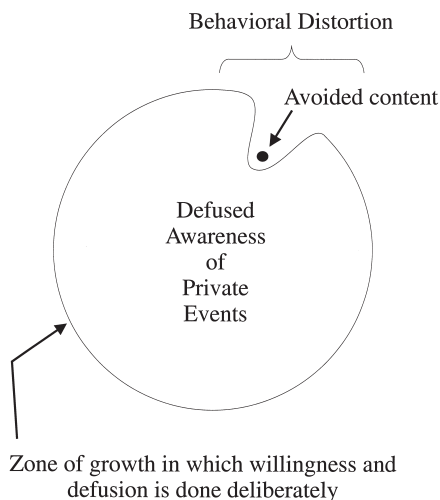 Behavioral Distortion
Avoided content
Defused
Awareness
of
Private
Events
Zone of growth in which willingness and
defusion is done deliberately